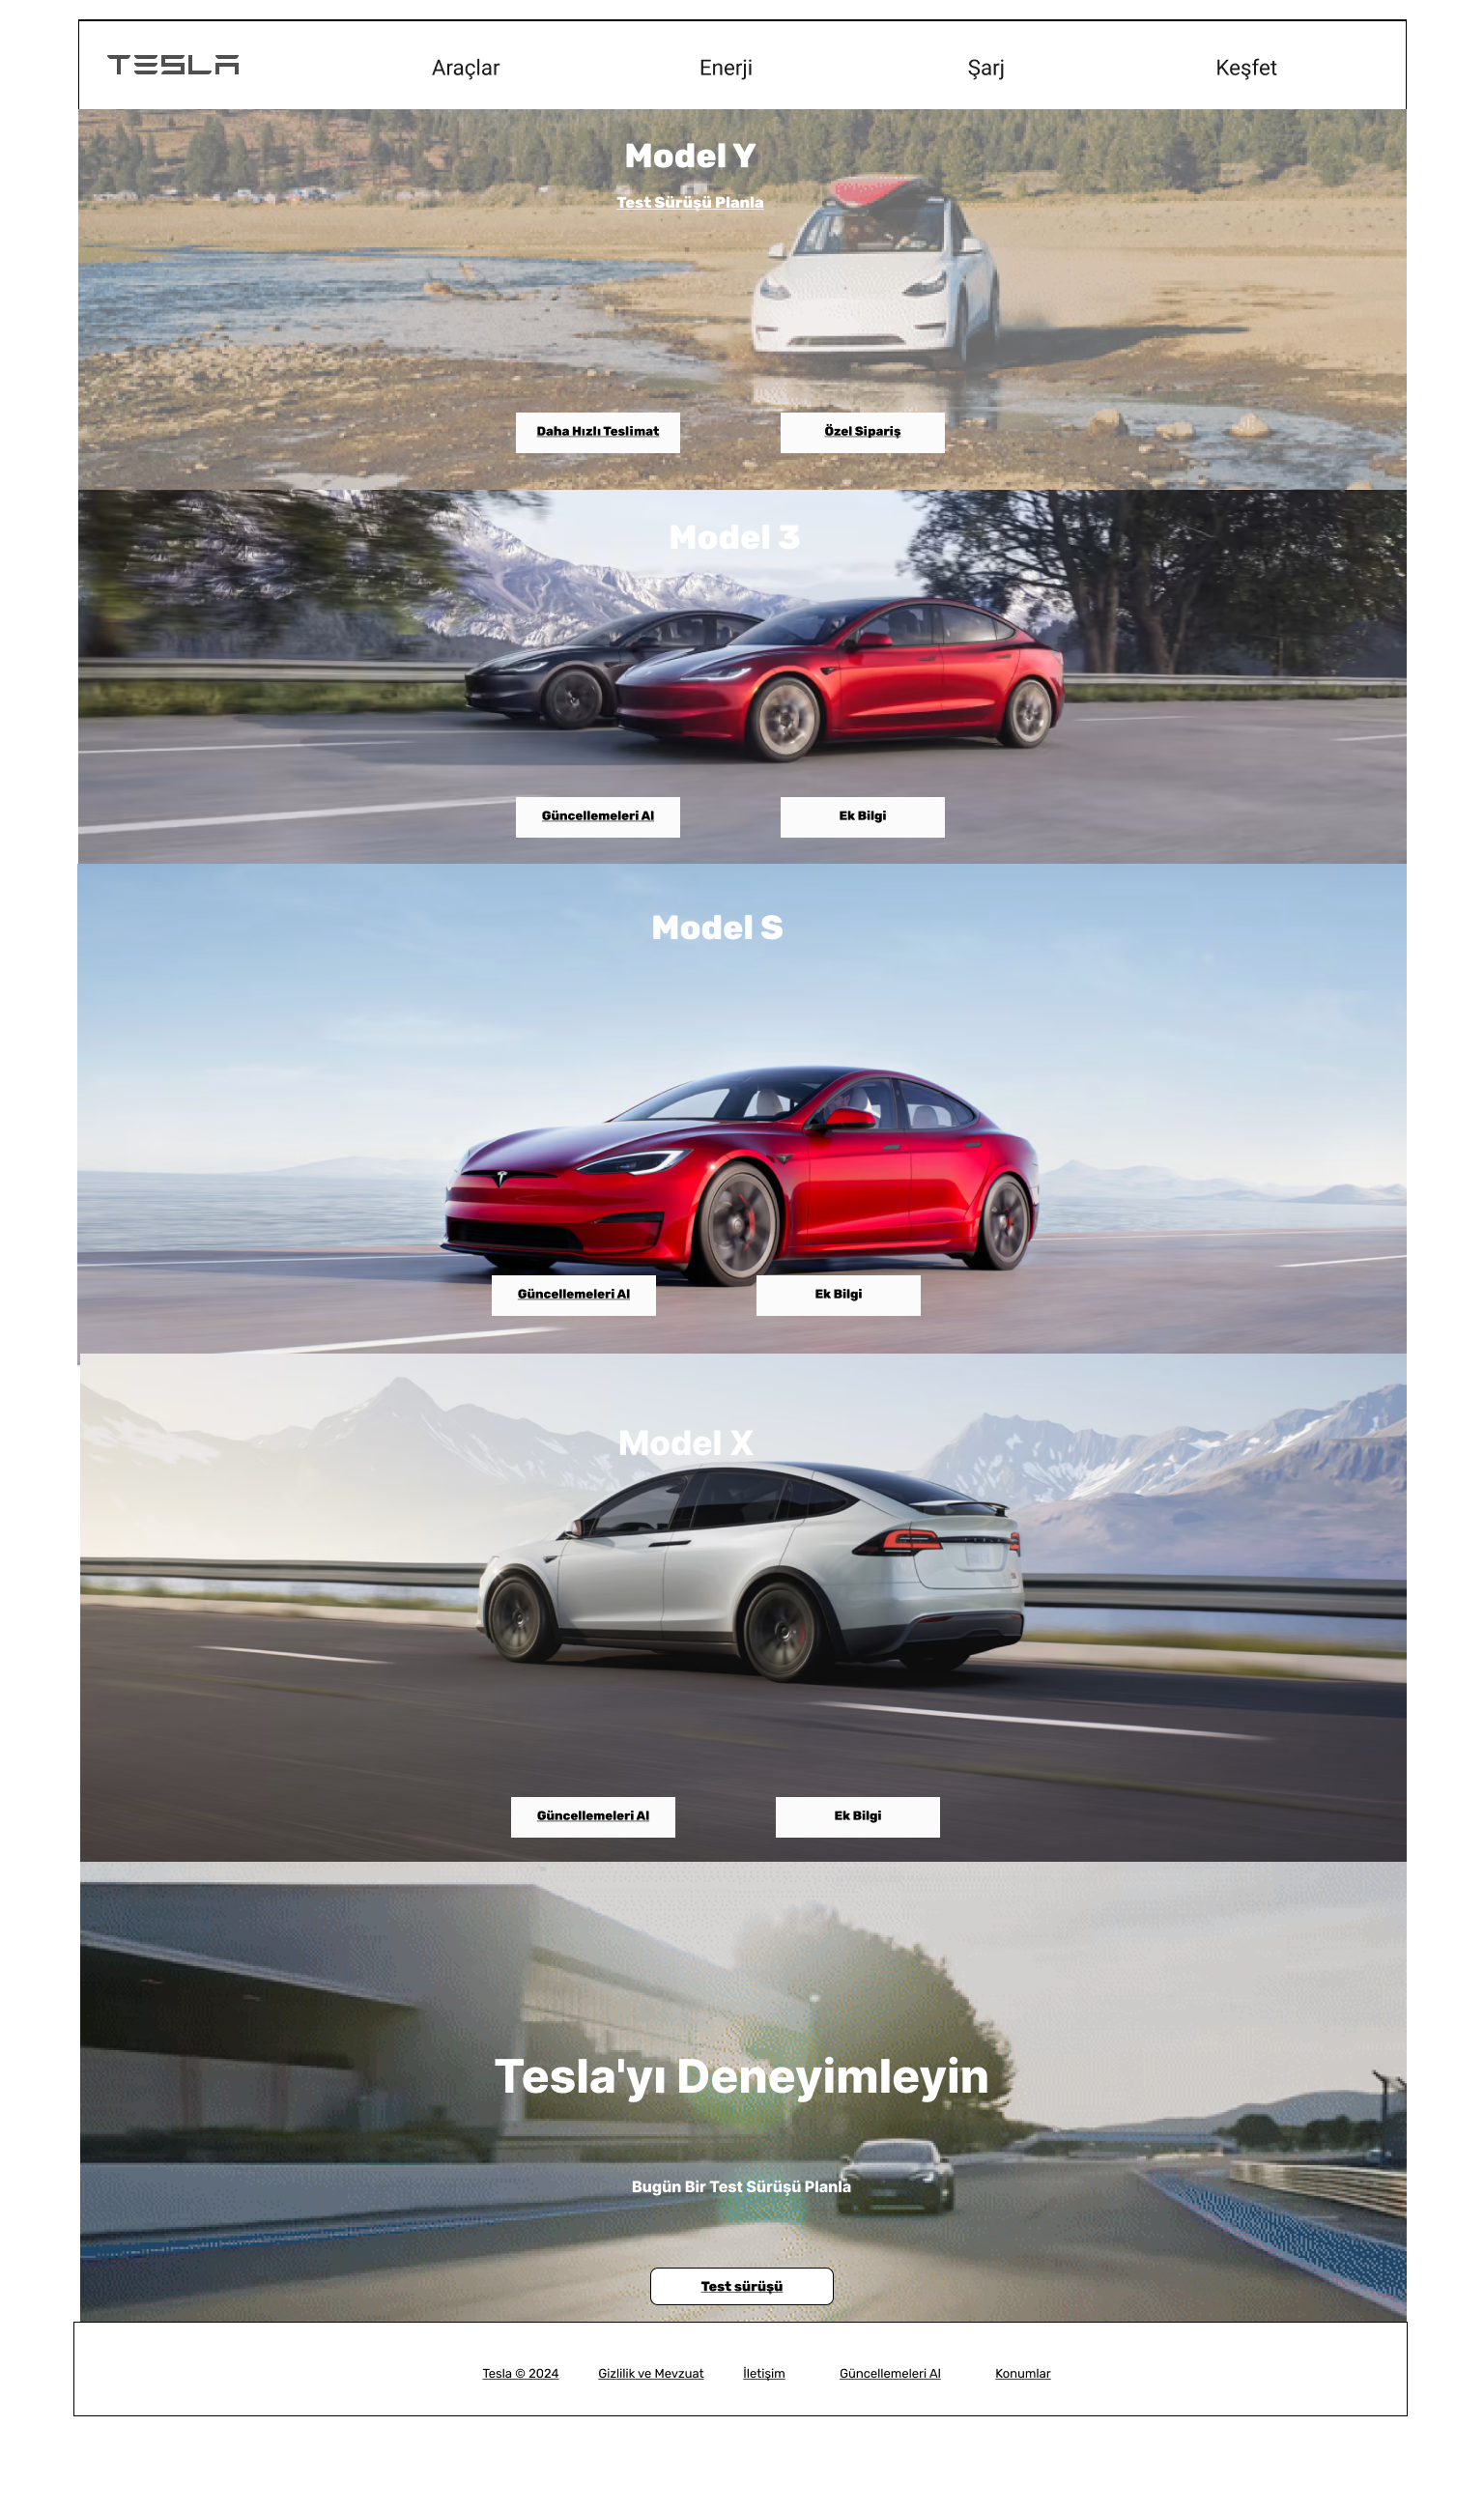 TESLA
Araçlar
Enerji
Şarj
Keşfet
Model Y
Test Sürüşü Planla
Daha Hızlı Teslimat
Özel Sipariş
Model 3
Güncellemeleri Al
Ek Bilgi
Model S
Güncellemeleri Al
Ek Bilgi
Model X
Güncellemeleri Al
Ek Bilgi
Tesla'yı Deneyimleyin
Bugün Bir Test Sürüşü Planla
Test sürüşü
Tesla © 2024
Gizlilik ve Mevzuat
İletişim
Güncellemeleri Al
Konumlar